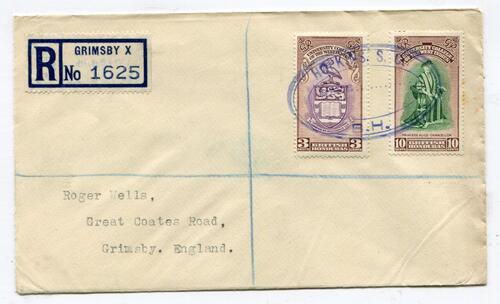 GRIMSBY X
R No 1625
UNIVERSITY COLLEGE
OF THE WEST INDIES
UNIVERSITY COLLEGE
OF THE WEST INDIES
HOPKINS. S.
B.H.
PRINCESS ALICE-CHANCELLOR
3 BRITISH HONDURAS 3
10 BRITISH HONDURAS 10
Roger Wells,
Great Coates Road,
Grimsby. England.